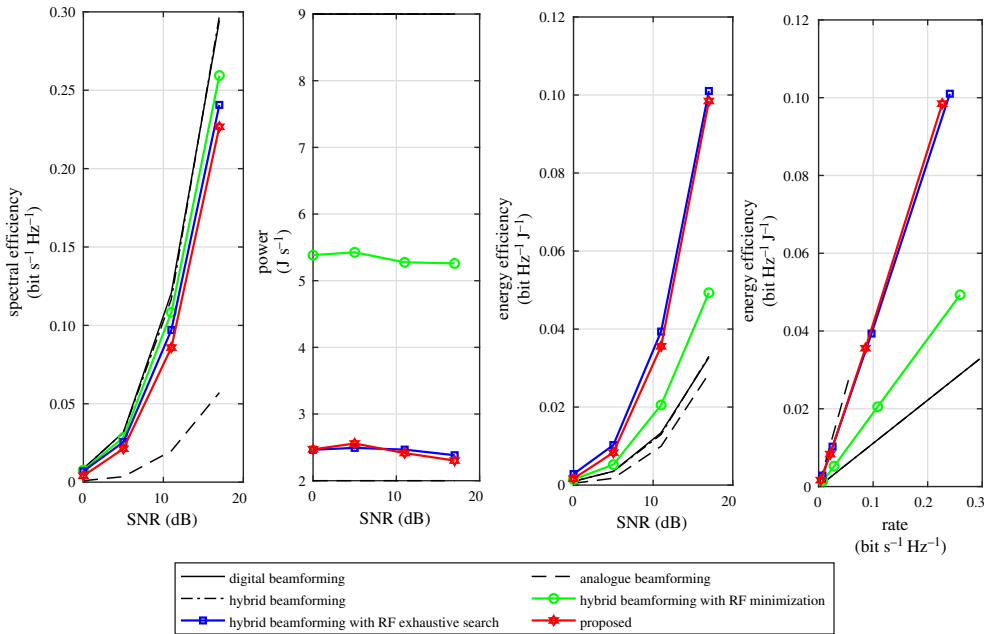 0.30
0.25
0.20
0.15
0.10
0.05
0
0
10
20
SNR (dB)
spectral efficiency
(bit s⁻¹ Hz⁻¹)
9
8
7
6
5
4
3
2
0
10
20
SNR (dB)
power
(J s⁻¹)
0.12
0.10
0.08
0.06
0.04
0.02
0
0
10
20
SNR (dB)
energy efficiency
(bit Hz⁻¹ J⁻¹)
0.12
0.10
0.08
0.06
0.04
0.02
0
0
0.1
0.2
0.3
rate
(bit s⁻¹ Hz⁻¹)
energy efficiency
(bit Hz⁻¹ J⁻¹)
digital beamforming
hybrid beamforming
hybrid beamforming with RF exhaustive search
analogue beamforming
hybrid beamforming with RF minimization
proposed